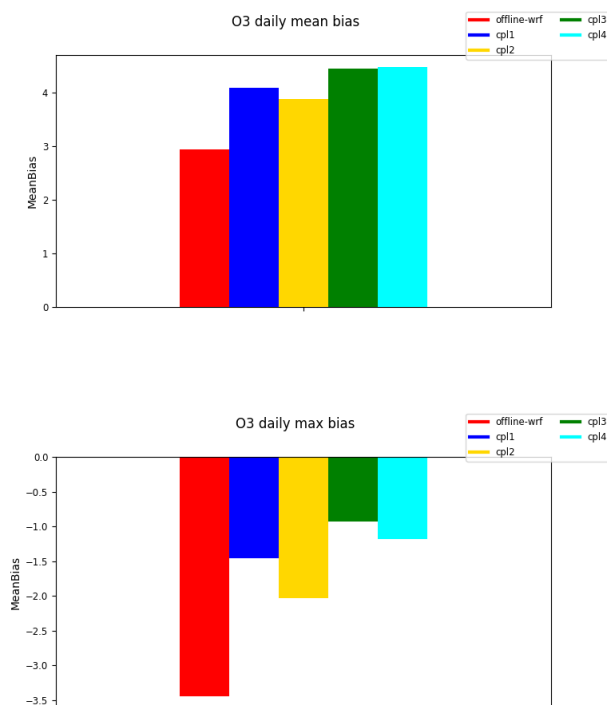 O3 daily mean bias
offline-wrf
cpl1
cpl2
cpl3
cpl4
MeanBias
4
3
2
1
0
O3 daily max bias
offline-wrf
cpl1
cpl2
cpl3
cpl4
MeanBias
0.0
−0.5
−1.0
−1.5
−2.0
−2.5
−3.0
−3.5